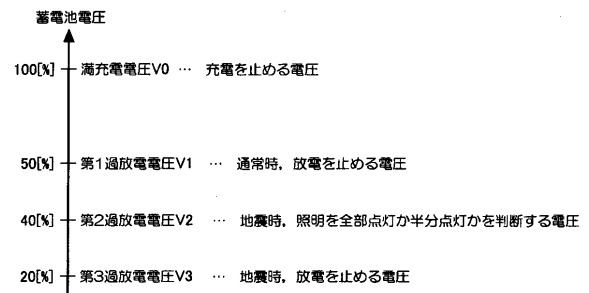 蓄電池電圧
100[%] 満充電電圧V0 … 充電を止める電圧
50[%] 第1過放電電圧V1 … 通常時，放電を止める電圧
40[%] 第2過放電電圧V2 … 地震時，照明を全部点灯か半分点灯かを判断する電圧
20[%] 第3過放電電圧V3 … 地震時，放電を止める電圧